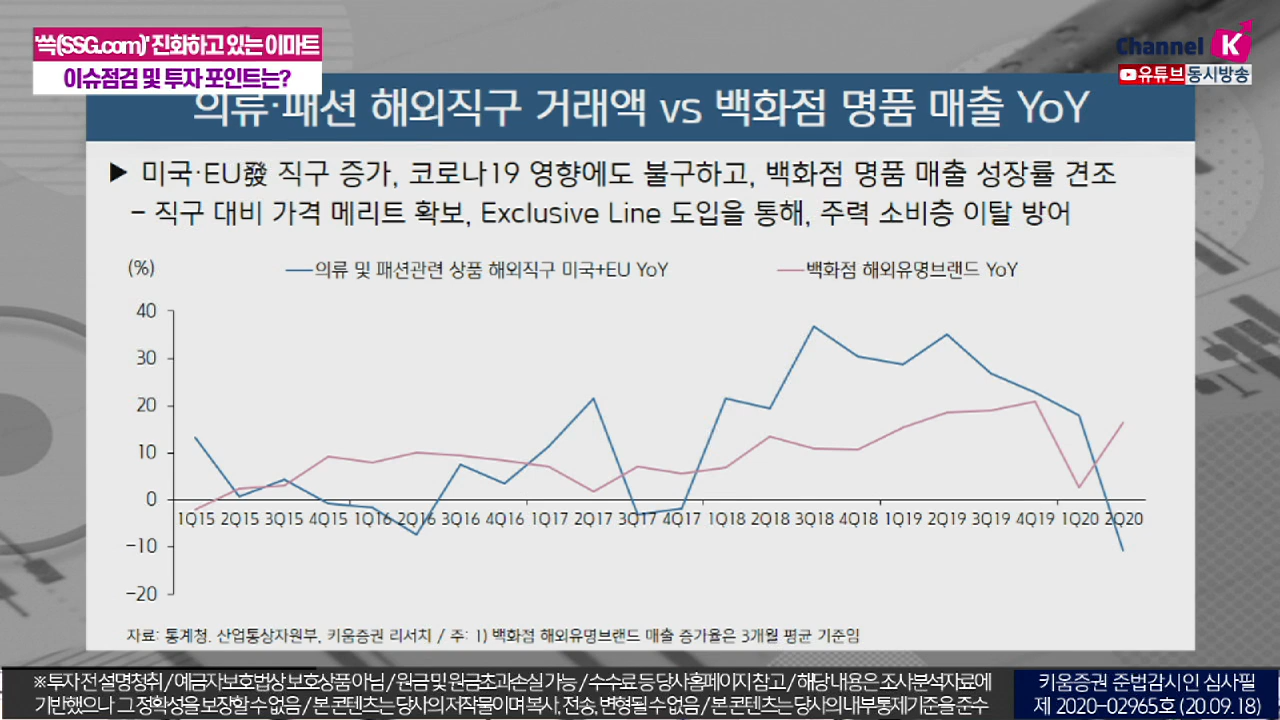 '쓱(SSG.com)' 진화하고 있는 이마트
이슈점검 및 투자 포인트는?
Channel K
유튜브 동시방송
의류·패션 해외직구 거래액 vs 백화점 명품 매출 YoY
▶ 미국·EU發 직구 증가, 코로나19 영향에도 불구하고, 백화점 명품 매출 성장률 견조
– 직구 대비 가격 메리트 확보, Exclusive Line 도입을 통해, 주력 소비층 이탈 방어
(%)
의류 및 패션관련 상품 해외직구 미국+EU YoY
백화점 해외유명브랜드 YoY
40
30
20
10
0
-10
-20
1Q15 2Q15 3Q15 4Q15 1Q16 2Q16 3Q16 4Q16 1Q17 2Q17 3Q17 4Q17 1Q18 2Q18 3Q18 4Q18 1Q19 2Q19 3Q19 4Q19 1Q20 2Q20
자료: 통계청, 산업통상자원부, 키움증권 리서치 / 주: 1) 백화점 해외유명브랜드 매출 증가율은 3개월 평균 기준임
※ 투자 전 설명청취 / 예금자보호법상 보호상품 아님 / 원금 및 원금초과손실 가능 / 수수료 등 당사 홈페이지 참고 / 해당 내용은 조사분석자료에
기반했으나 그 정확성을 보장할 수 없음 / 본 콘텐츠는 당사의 저작물이며 복사, 전송, 변형될 수 없음 / 본 콘텐츠는 당사의 내부통제기준을 준수
키움증권 준법감시인 심사필
제 2020-02965호 (20.09.18)